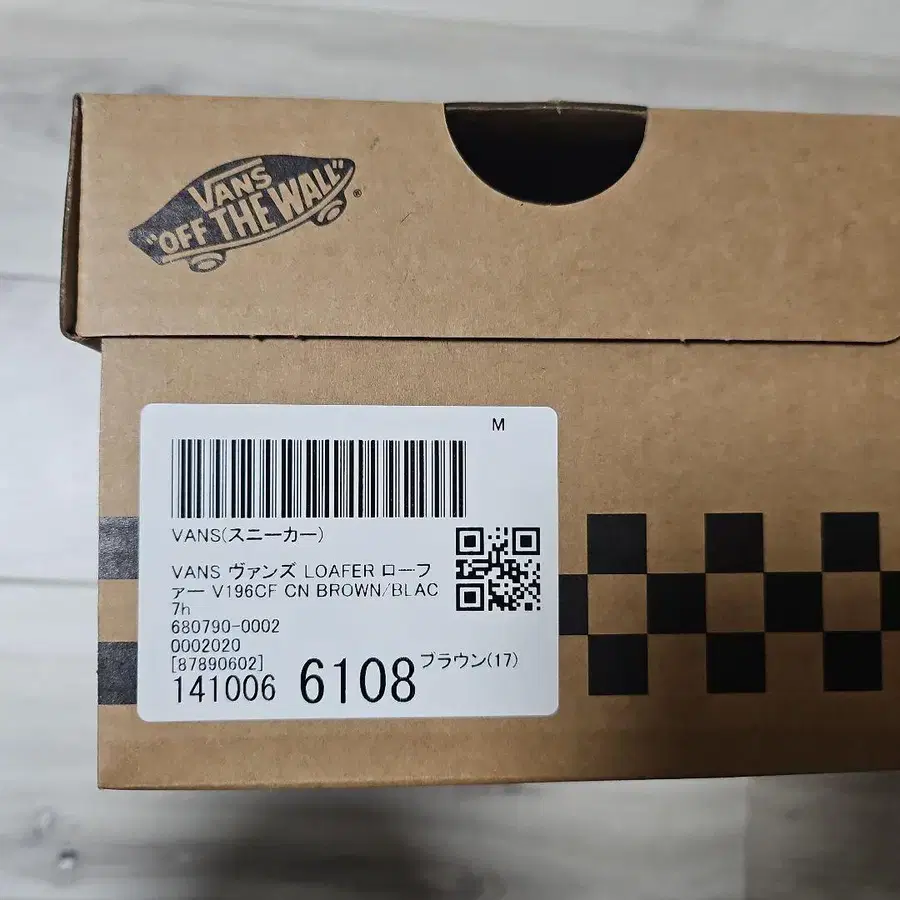 VANS
"OFF THE WALL"
®
M
VANS(スニーカー)
VANS ヴァンズ LOAFER ローフ
ァー V196CF CN BROWN/BLAC
7h
680790-0002
0002020
[87890602]
141006 6108 ブラウン(17)